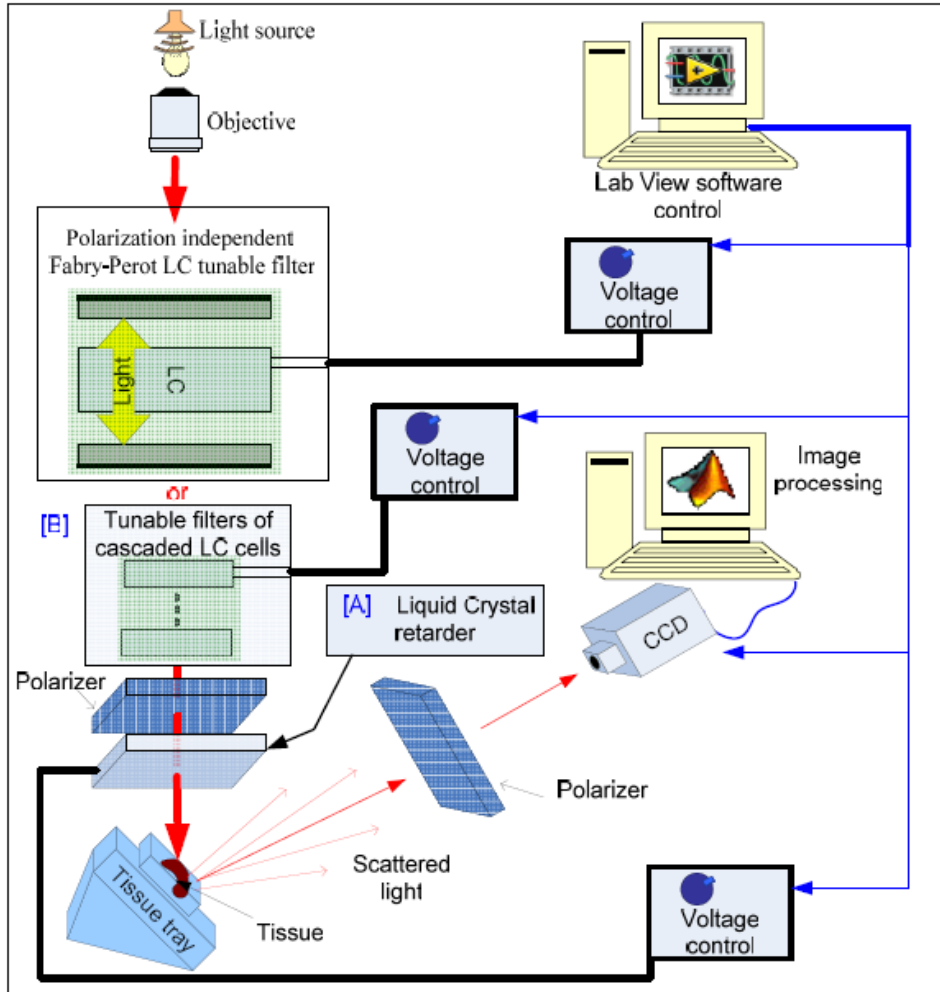 Light source
Objective
Lab View software
control
Polarization independent
Fabry-Perot LC tunable filter
Light
LC
Voltage
control
Voltage
control
Image
processing
or
[B]
Tunable filters of
cascaded LC cells
[A] Liquid Crystal
retarder
CCD
Polarizer
Polarizer
Scattered
light
Tissue tray
Tissue
Voltage
control